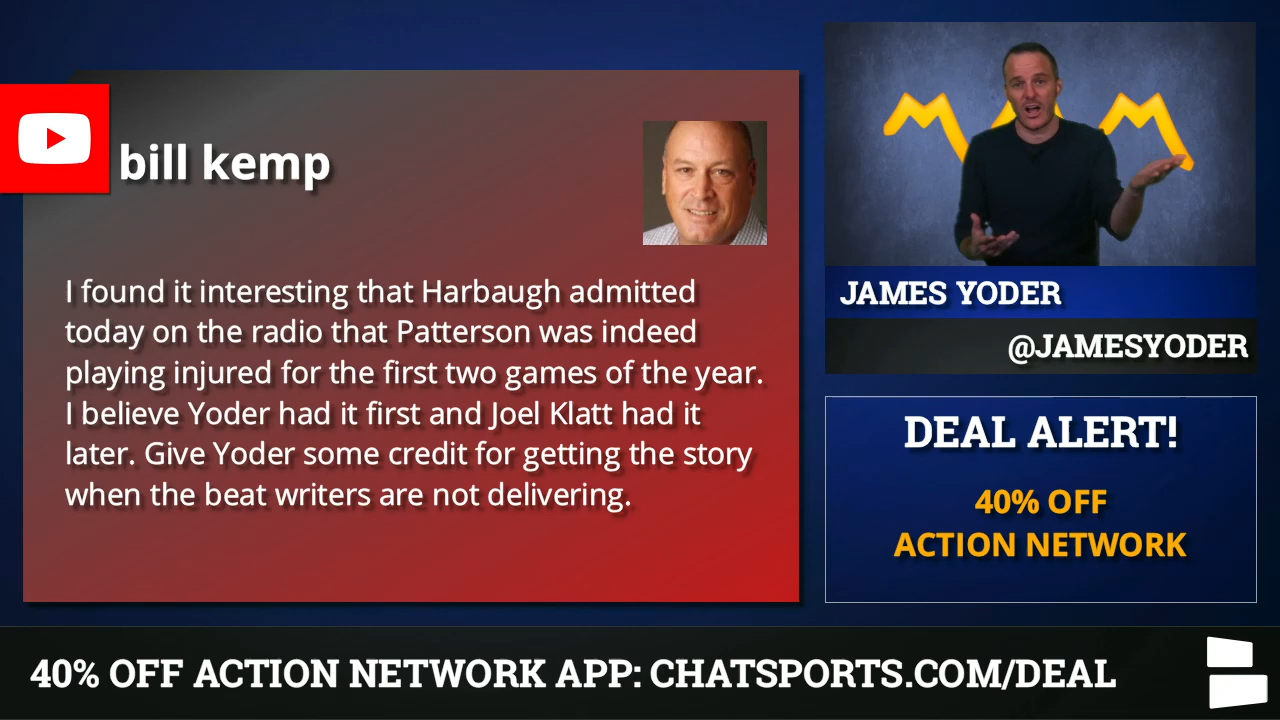 bill kemp
I found it interesting that Harbaugh admitted
today on the radio that Patterson was indeed
playing injured for the first two games of the year.
I believe Yoder had it first and Joel Klatt had it
later. Give Yoder some credit for getting the story
when the beat writers are not delivering.
JAMES YODER
@JAMESYODER
DEAL ALERT!
40% OFF
ACTION NETWORK
40% OFF ACTION NETWORK APP: CHATSPORTS.COM/DEAL